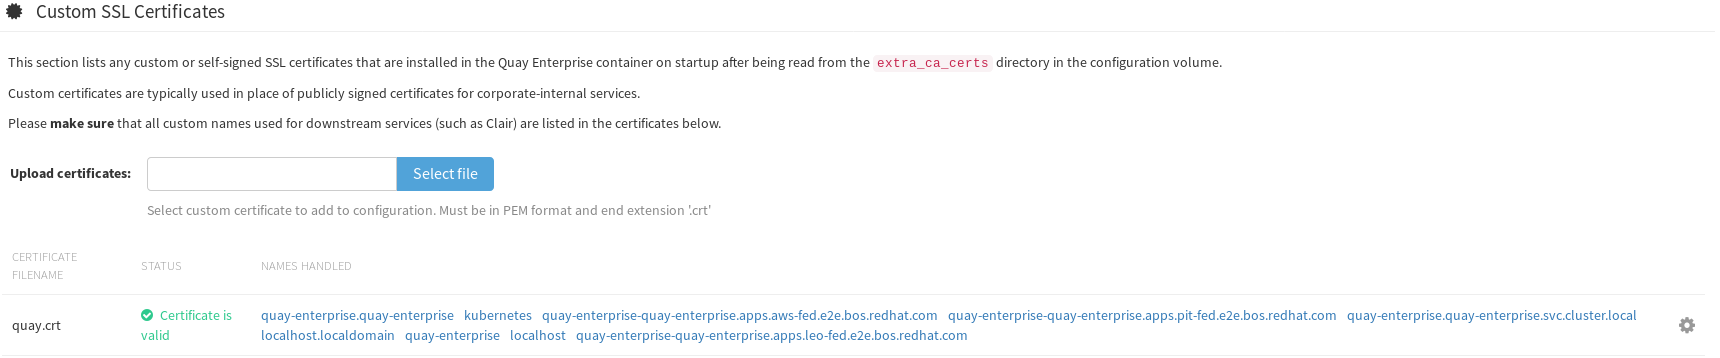 Custom SSL Certificates
This section lists any custom or self-signed SSL certificates that are installed in the Quay Enterprise container on startup after being read from the extra_ca_certs directory in the configuration volume.
Custom certificates are typically used in place of publicly signed certificates for corporate-internal services.
Please make sure that all custom names used for downstream services (such as Clair) are listed in the certificates below.
Upload certificates: Select file
Select custom certificate to add to configuration. Must be in PEM format and end extension '.crt'
CERTIFICATE FILENAME STATUS NAMES HANDLED
quay.crt Certificate is valid
quay-enterprise.quay-enterprise kubernetes quay-enterprise-quay-enterprise.apps.aws-fed.e2e.bos.redhat.com quay-enterprise-quay-enterprise.apps.pit-fed.e2e.bos.redhat.com quay-enterprise.quay-enterprise.svc.cluster.local
localhost.localdomain quay-enterprise localhost quay-enterprise-quay-enterprise.apps.leo-fed.e2e.bos.redhat.com